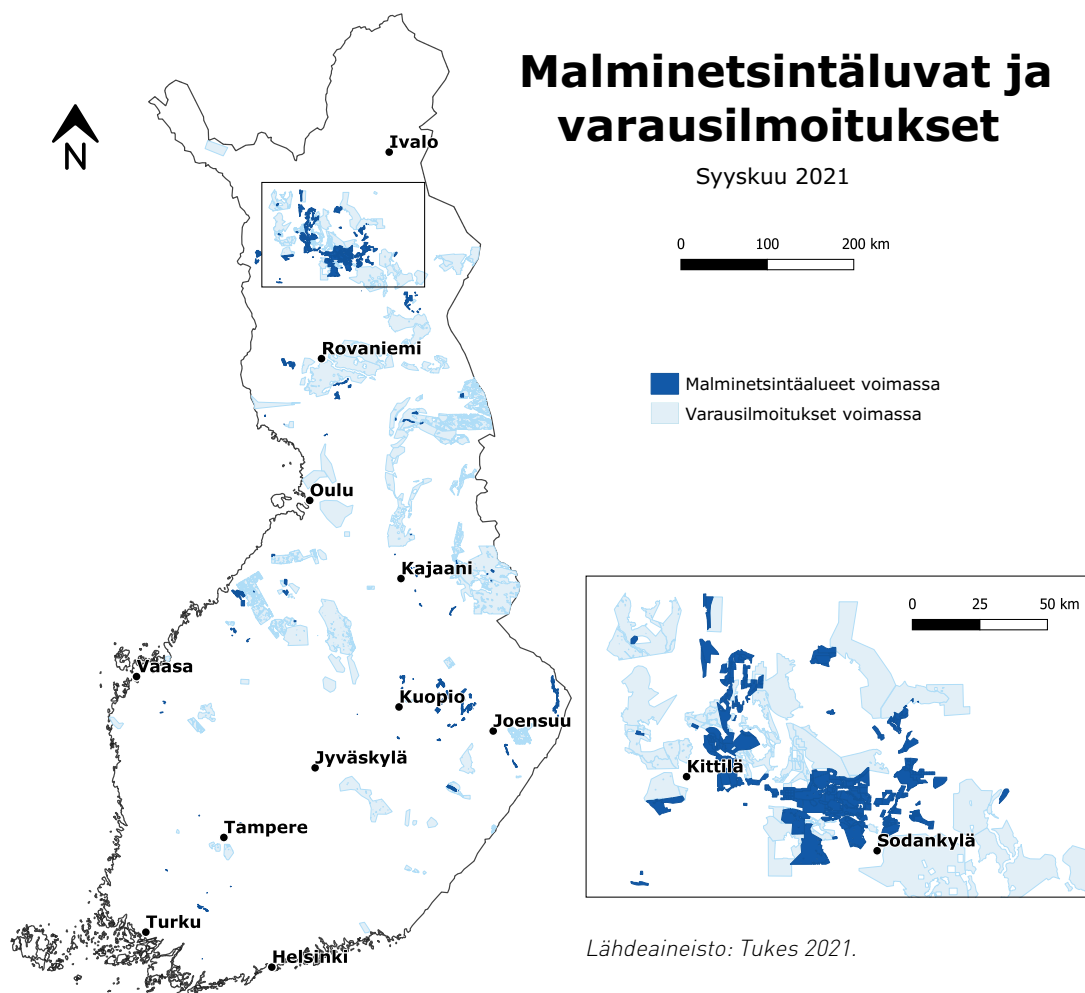 Malminetsintäluvat ja
varausilmoitukset
Syyskuu 2021
0 100 200 km
N
Ivalo
Rovaniemi
Malminetsintäalueet voimassa
Varausilmoitukset voimassa
Oulu
Kajaani
Vaasa
Kuopio
Joensuu
Jyväskylä
Tampere
Turku
Helsinki
0 25 50 km
Kittilä
Sodankylä
Lähdeaineisto: Tukes 2021.